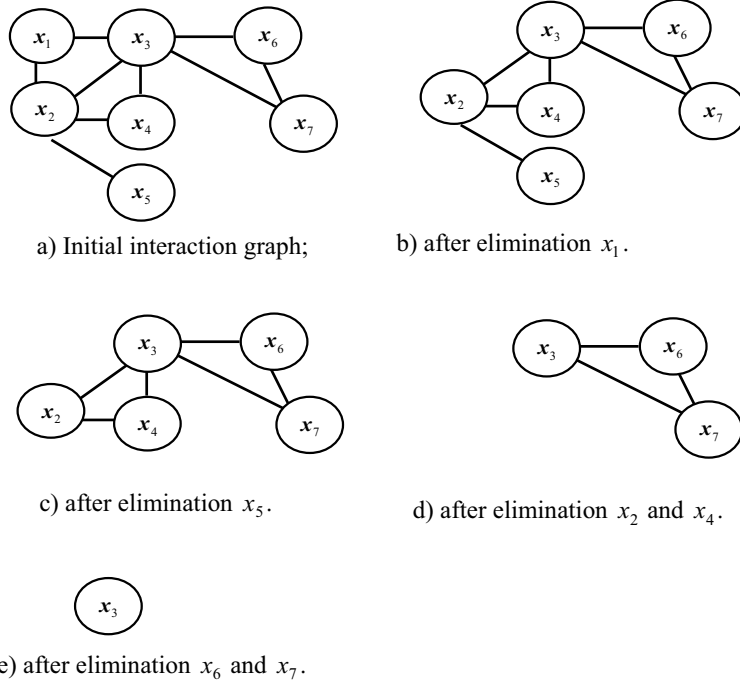 x₁ x₃ x₆
x₂ x₄ x₇
x₅
a) Initial interaction graph;
x₃ x₆
x₂ x₄ x₇
x₅
b) after elimination x₁.
x₃ x₆
x₂ x₄ x₇
c) after elimination x₅.
x₃ x₆
x₇
d) after elimination x₂ and x₄.
x₃
e) after elimination x₆ and x₇.